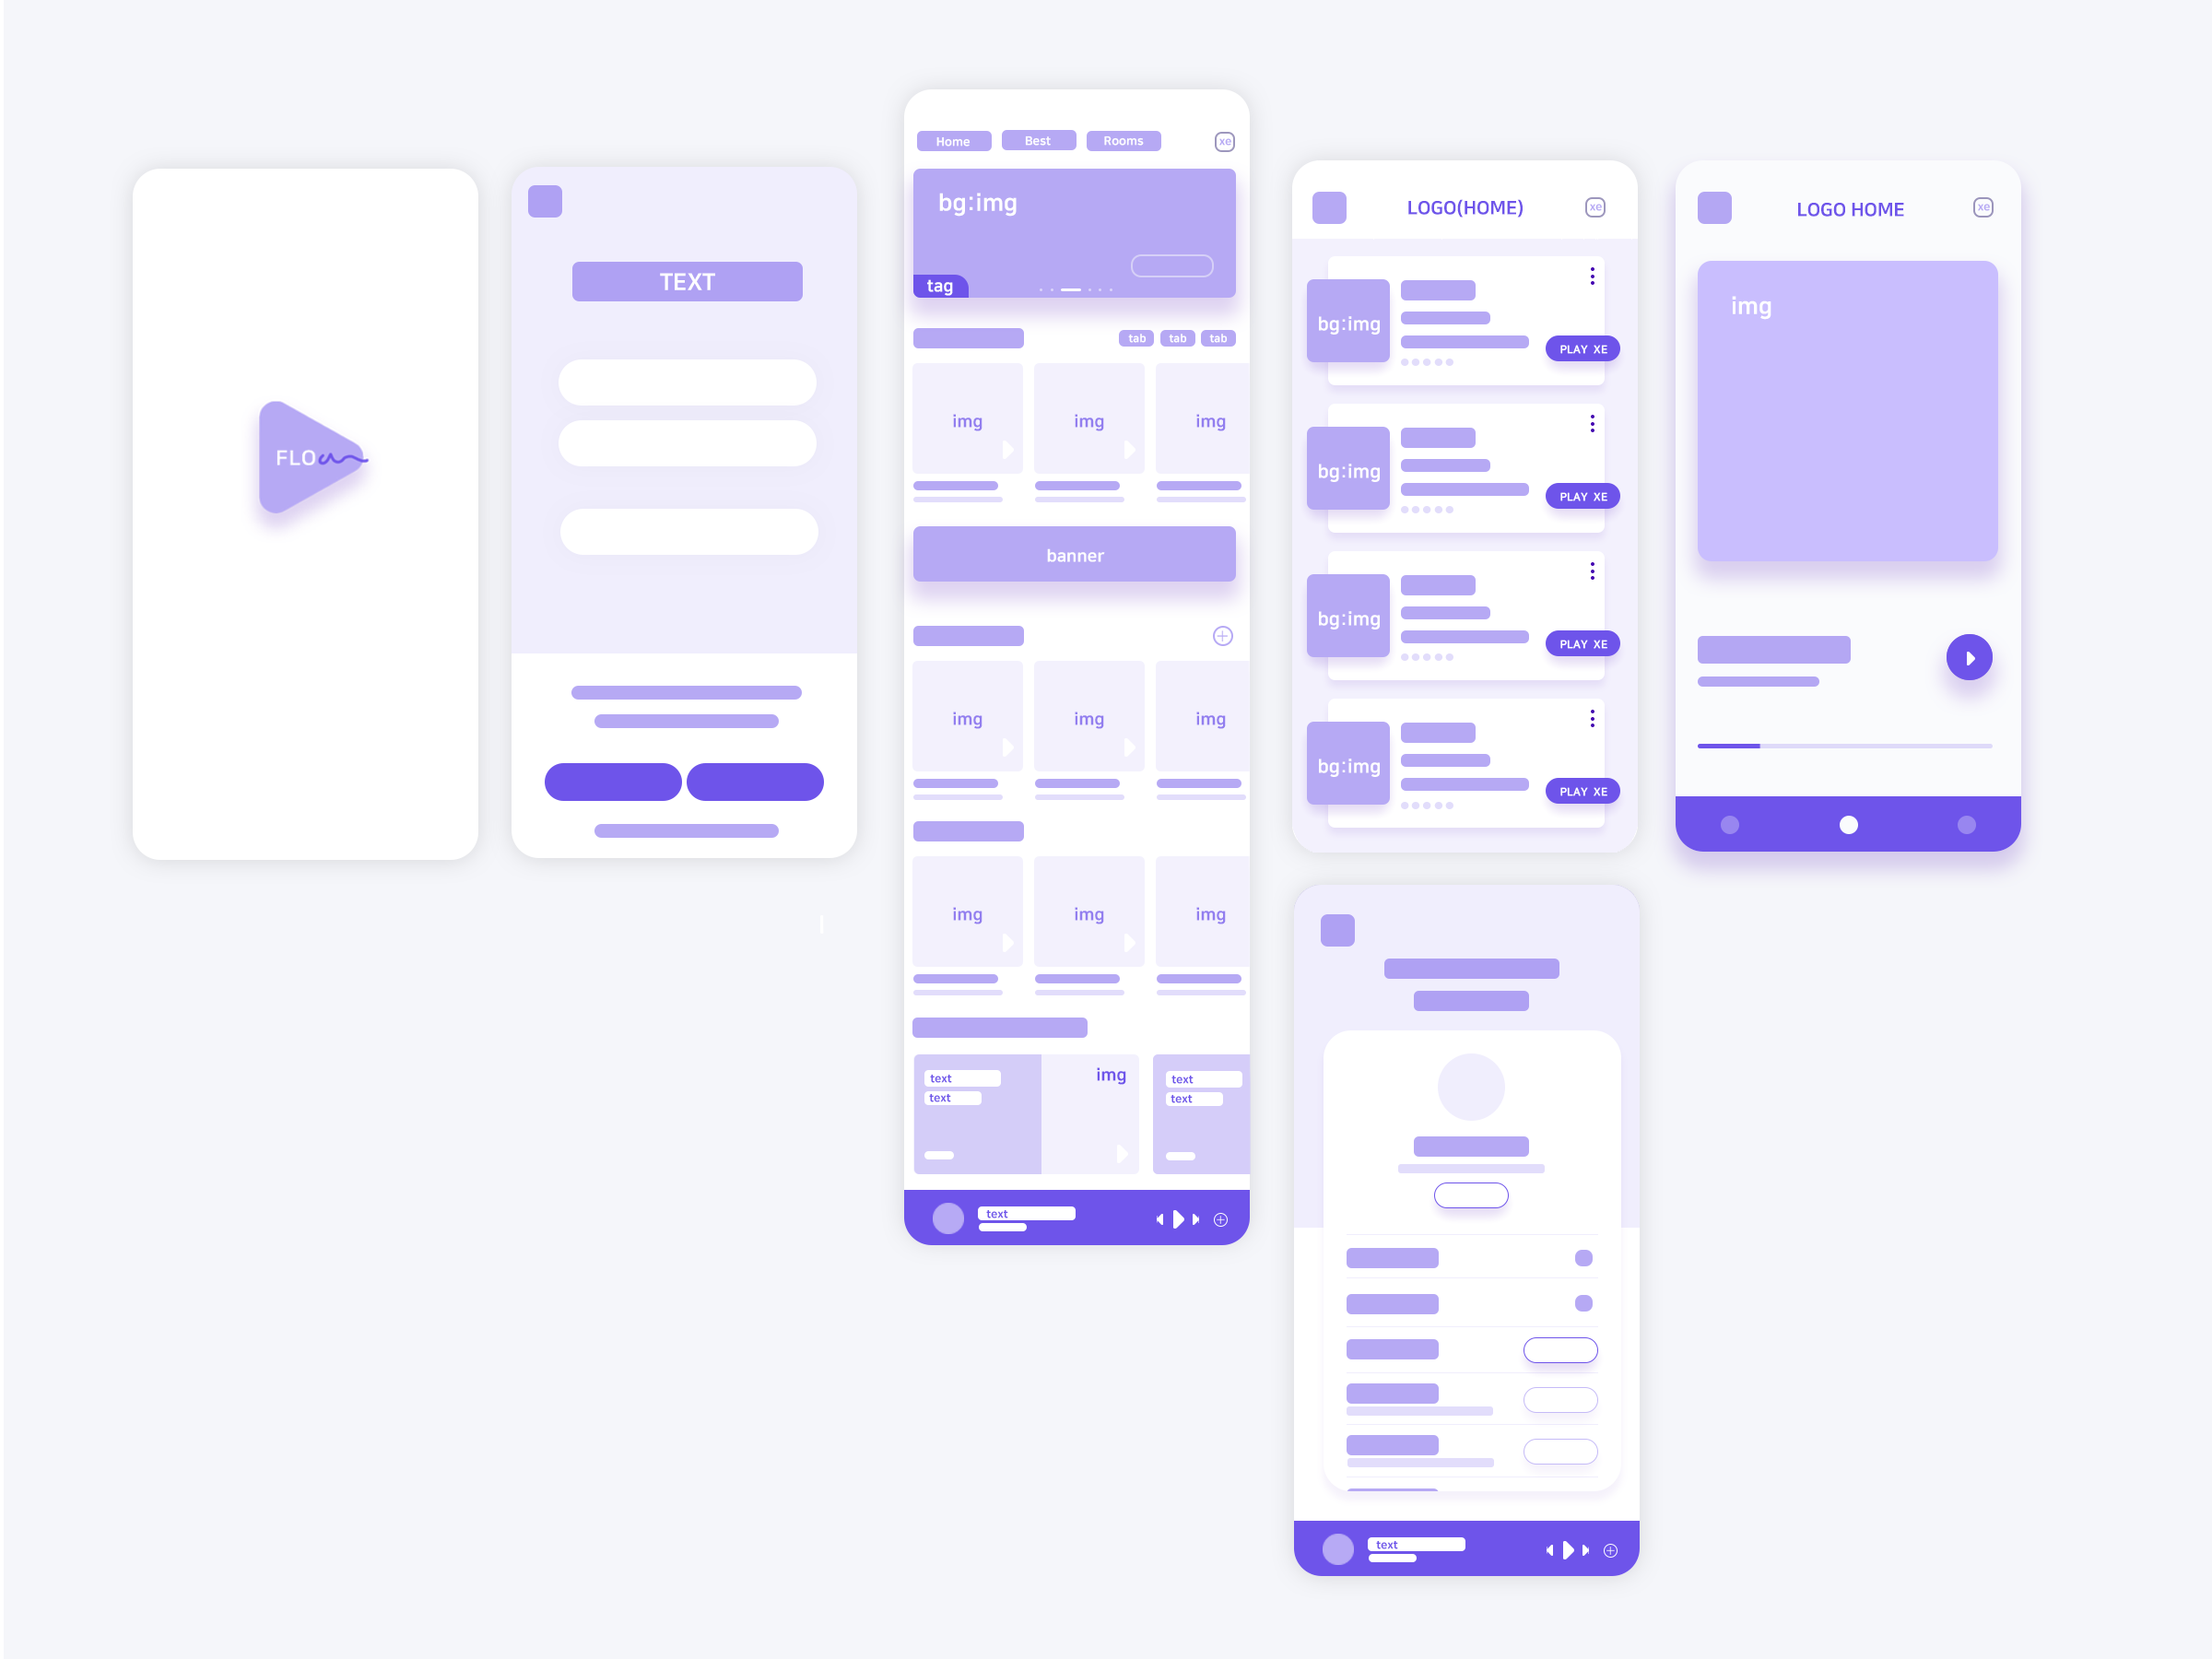 FLO
TEXT
Home
Best
Rooms
xe
bg:img
tag
tab
tab
tab
img
img
img
banner
img
img
img
img
img
img
text
text
img
text
text
text
LOGO(HOME)
xe
bg:img
PLAY XE
bg:img
PLAY XE
bg:img
PLAY XE
bg:img
PLAY XE
LOGO HOME
xe
img
text